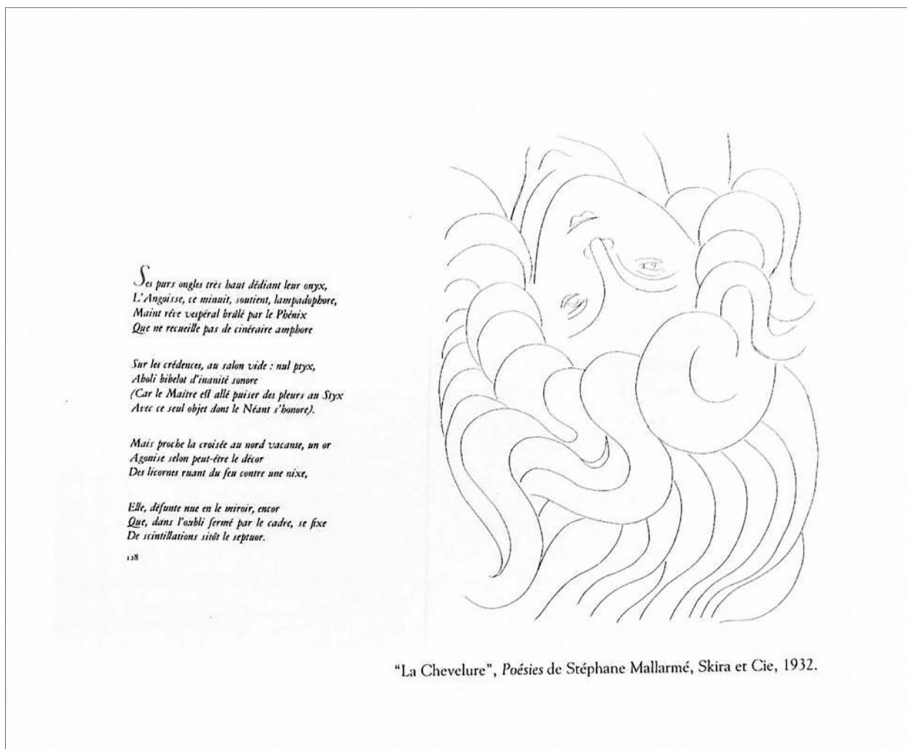 Ses purs ongles très haut dédiant leur onyx,
L'Angoisse, ce minuit, soutient, lampadophore,
Maint rêve vespéral brûlé par le Phénix
Que ne recueille pas de cinéraire amphore
Sur les crédences, au salon vide : nul ptyx,
Aboli bibelot d'inanité sonore
(Car le Maître est allé puiser des pleurs au Styx
Avec ce seul objet dont le Néant s'honore).
Mais proche la croisée au nord vacante, un or
Agonise selon peut-être le décor
Des licornes ruant du feu contre une nixe,
Elle, défunte nue en le miroir, encor
Que, dans l'oubli fermé par le cadre, se fixe
De scintillations sitôt le septuor.
128
"La Chevelure", Poésies de Stéphane Mallarmé, Skira et Cie, 1932.